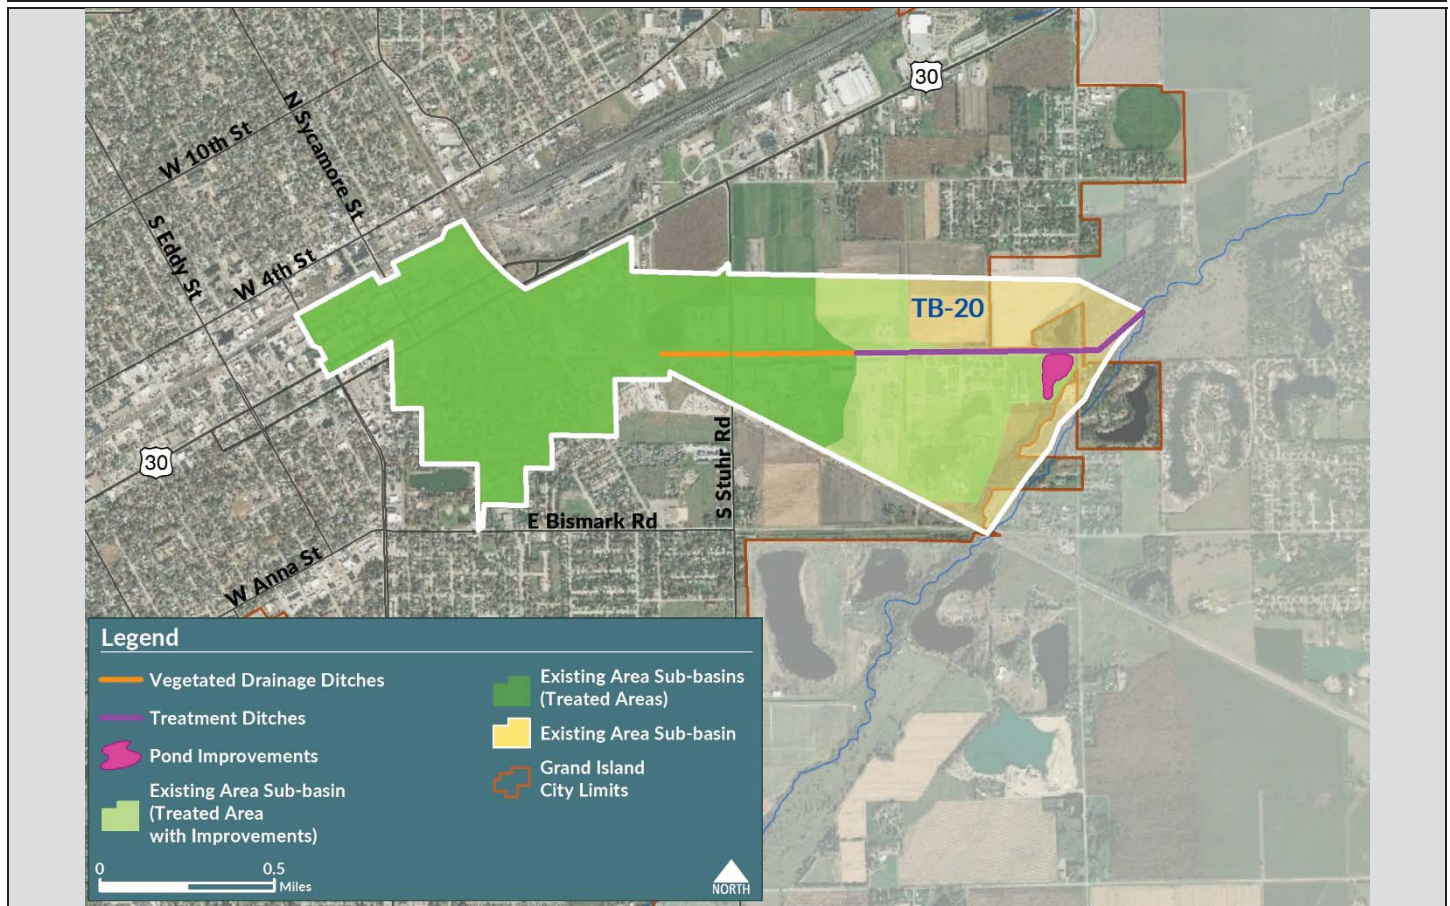 30
N Sycamore St
W 10th St
S Eddy St
W 4th St
TB-20
30
S Stuhr Rd
E Bismark Rd
W Anna St
Legend
Vegetated Drainage Ditches
Treatment Ditches
Pond Improvements
Existing Area Sub-basin
(Treated Area
with Improvements)
Existing Area Sub-basins
(Treated Areas)
Existing Area Sub-basin
Grand Island
City Limits
0 0.5
Miles
NORTH